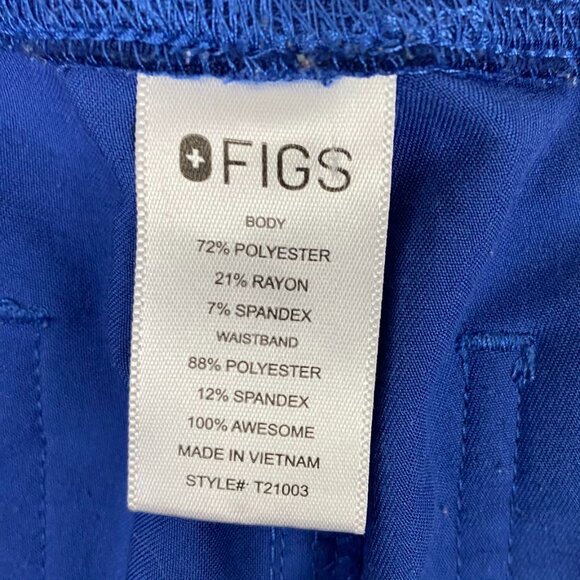 FIGS
BODY
72% POLYESTER
21% RAYON
7% SPANDEX
WAISTBAND
88% POLYESTER
12% SPANDEX
100% AWESOME
MADE IN VIETNAM
STYLE#: T21003